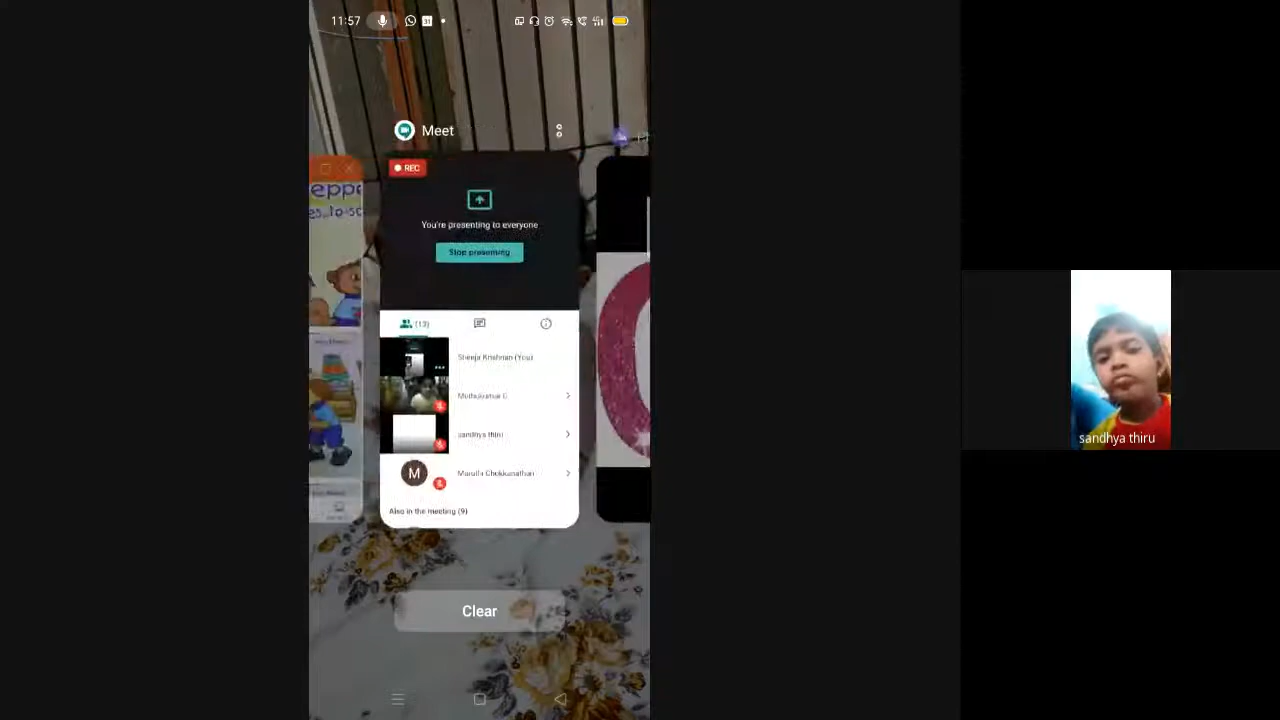 11:57
31
Meet
REC
You're presenting to everyone
Stop presenting
(13)
Sheeja Krishnan (You)
sandhya thiru
M
Also in the meeting (9)
Clear
sandhya thiru